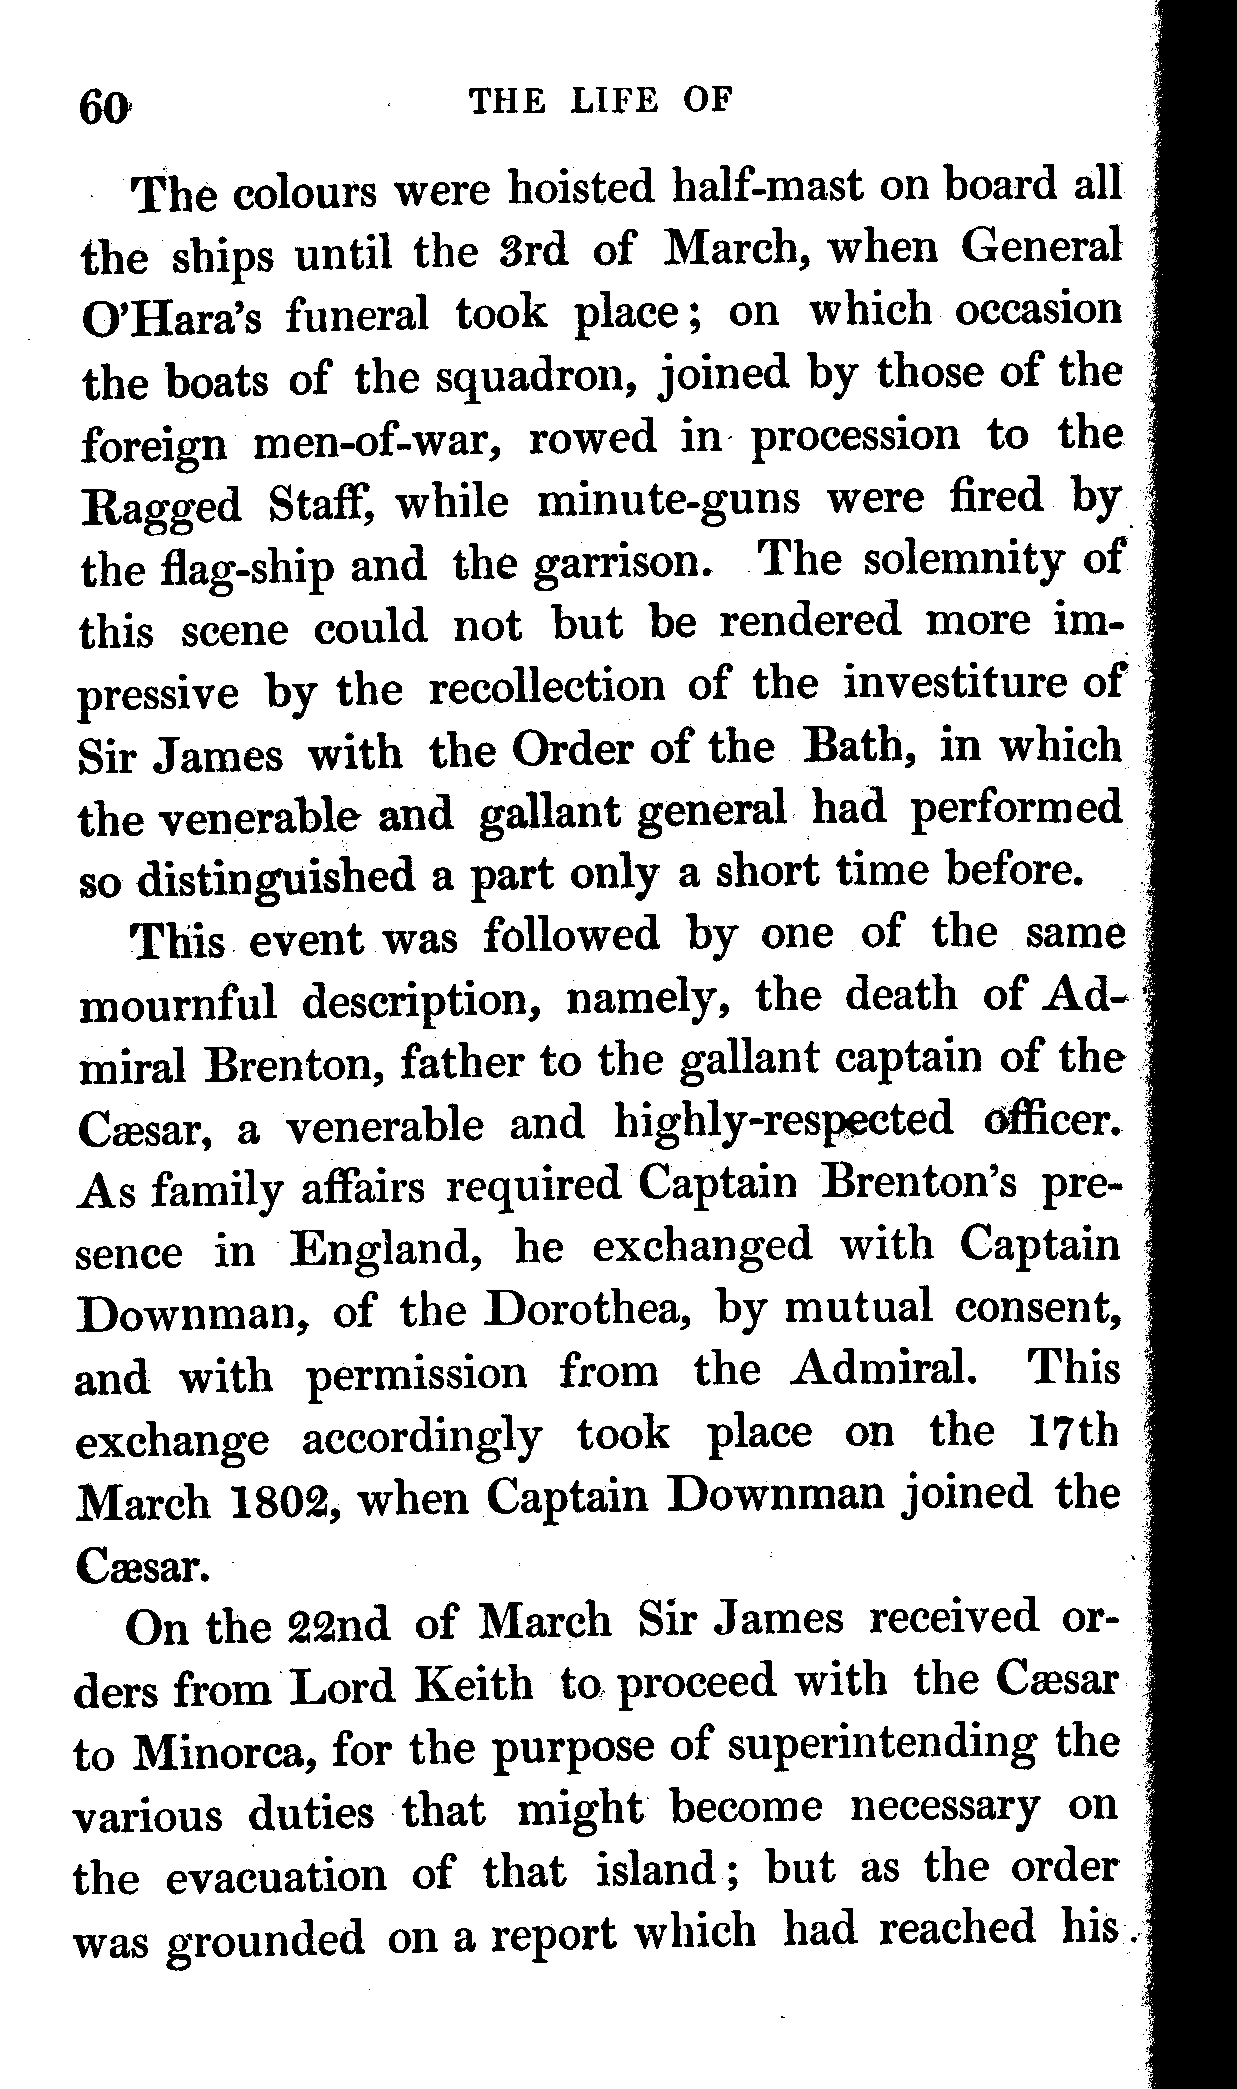 60 THE LIFE OF
The colours were hoisted half-mast on board all
the ships until the 3rd of March, when General
O'Hara's funeral took place; on which occasion
the boats of the squadron, joined by those of the
foreign men-of-war, rowed in procession to the
Ragged Staff, while minute-guns were fired by
the flag-ship and the garrison. The solemnity of
this scene could not but be rendered more im-
pressive by the recollection of the investiture of
Sir James with the Order of the Bath, in which
the venerable and gallant general had performed
so distinguished a part only a short time before.
This event was followed by one of the same
mournful description, namely, the death of Ad-
miral Brenton, father to the gallant captain of the
Cæsar, a venerable and highly-respected officer.
As family affairs required Captain Brenton's pre-
sence in England, he exchanged with Captain
Downman, of the Dorothea, by mutual consent,
and with permission from the Admiral. This
exchange accordingly took place on the 17th
March 1802, when Captain Downman joined the
Cæsar.
On the 22nd of March Sir James received or-
ders from Lord Keith to proceed with the Cæsar
to Minorca, for the purpose of superintending the
various duties that might become necessary on
the evacuation of that island; but as the order
was grounded on a report which had reached his